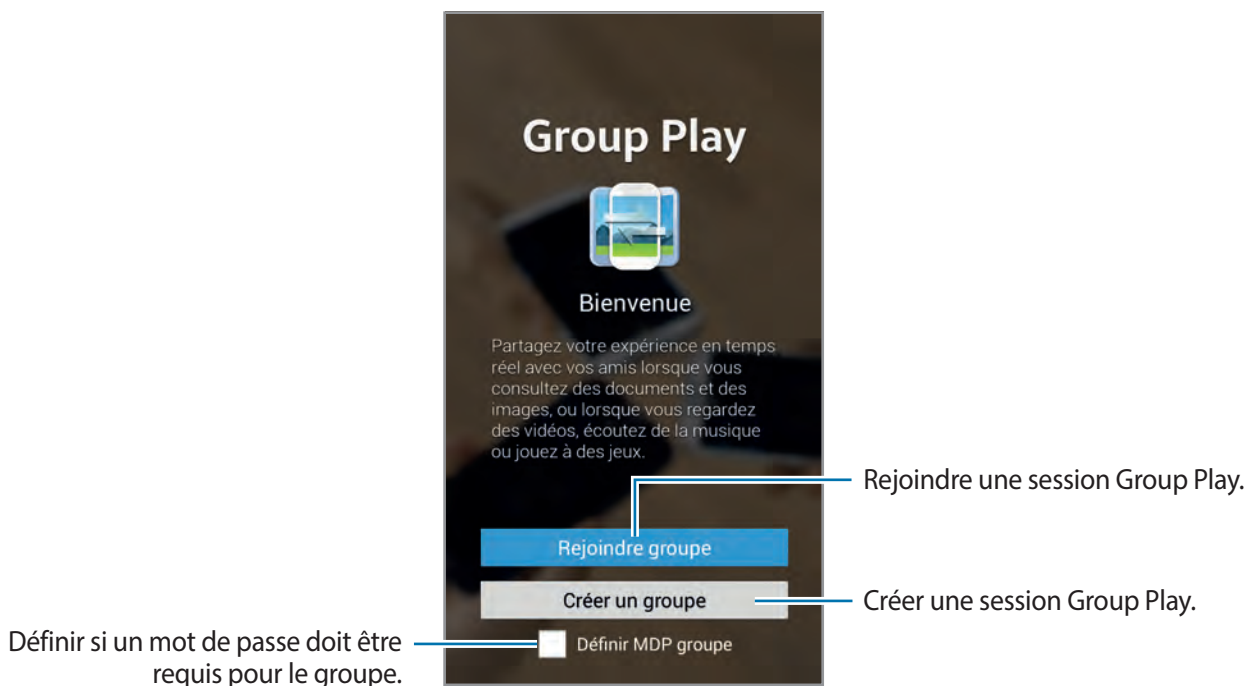 Group Play
Bienvenue
Partagez votre expérience en temps
réel avec vos amis lorsque vous
consultez des documents et des
images, ou lorsque vous regardez
des vidéos, écoutez de la musique
ou jouez à des jeux.
Rejoindre une session Group Play.
Rejoindre groupe
Créer un groupe
Créer une session Group Play.
Définir si un mot de passe doit être
requis pour le groupe.
Définir MDP groupe